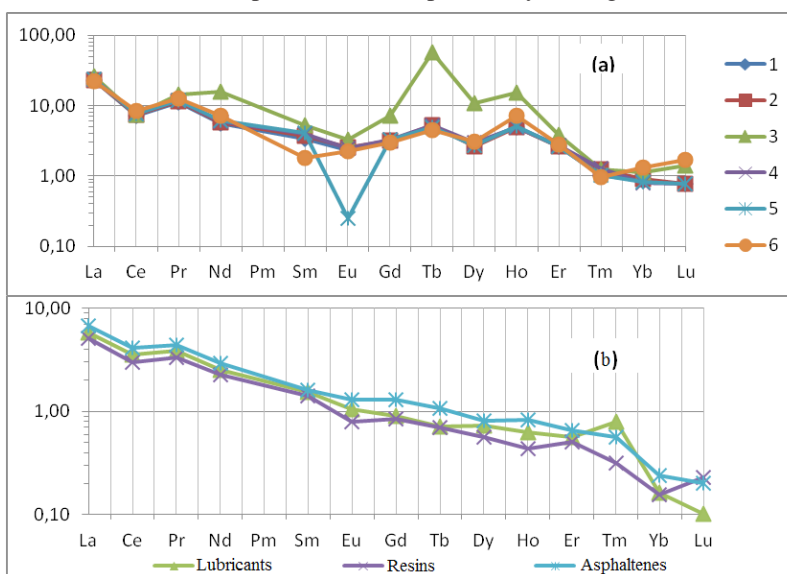 100,00
(a)
10,00
1,00
0,10
1
2
3
4
5
6
La Ce Pr Nd Pm Sm Eu Gd Tb Dy Ho Er Tm Yb Lu
10,00
(b)
1,00
0,10
La Ce Pr Nd Pm Sm Eu Gd Tb Dy Ho Er Tm Yb Lu
Lubricants Resins Asphaltenes